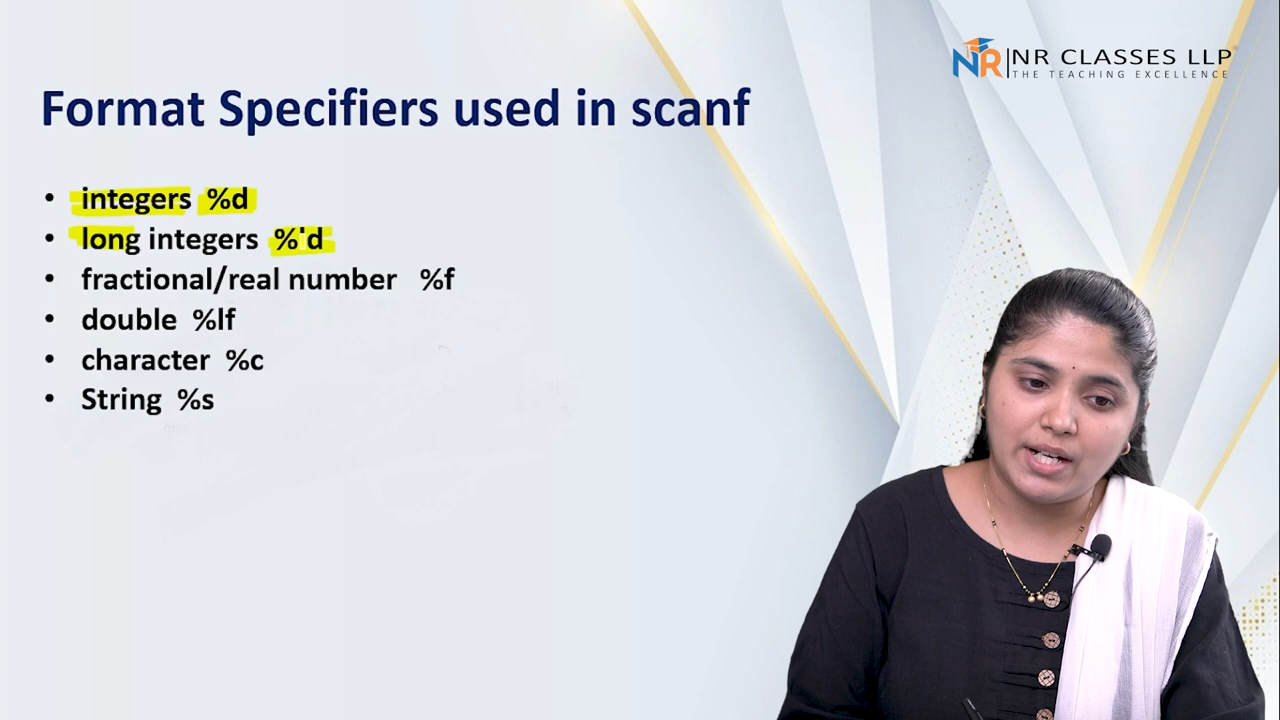 NR NR CLASSES LLP
THE TEACHING EXCELLENCE
Format Specifiers used in scanf
• integers %d
• long integers %'d
• fractional/real number %f
• double %lf
• character %c
• String %s